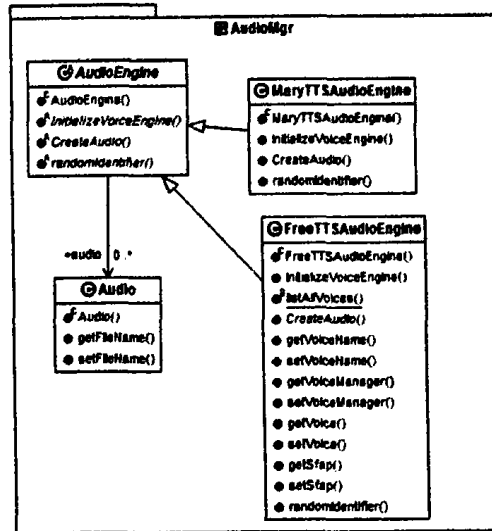 AudioMgr
AudioEngine
AudioEngine()
InitializeVoiceEngine()
CreateAudio()
randomIdentifier()
MaryTTSAudioEngine
MaryTTSAudioEngine()
InitializeVoiceEngine()
CreateAudio()
randomIdentifier()
+audio 0..*
Audio
Audio()
getFileName()
setFileName()
FreeTTSAudioEngine
FreeTTSAudioEngine()
InitializeVoiceEngine()
listAllVoices()
CreateAudio()
getVoiceName()
setVoiceName()
getVoiceManager()
setVoiceManager()
getVoice()
setVoice()
getSfap()
setSfap()
randomIdentifier()